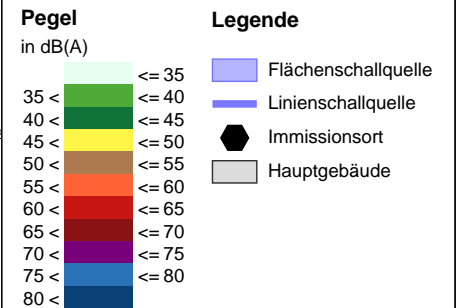 Pegel
in dB(A)
<= 35
35 < <= 40
40 < <= 45
45 < <= 50
50 < <= 55
55 < <= 60
60 < <= 65
65 < <= 70
70 < <= 75
75 < <= 80
80 <
Legende
Flächenschallquelle
Linienschallquelle
Immissionsort
Hauptgebäude